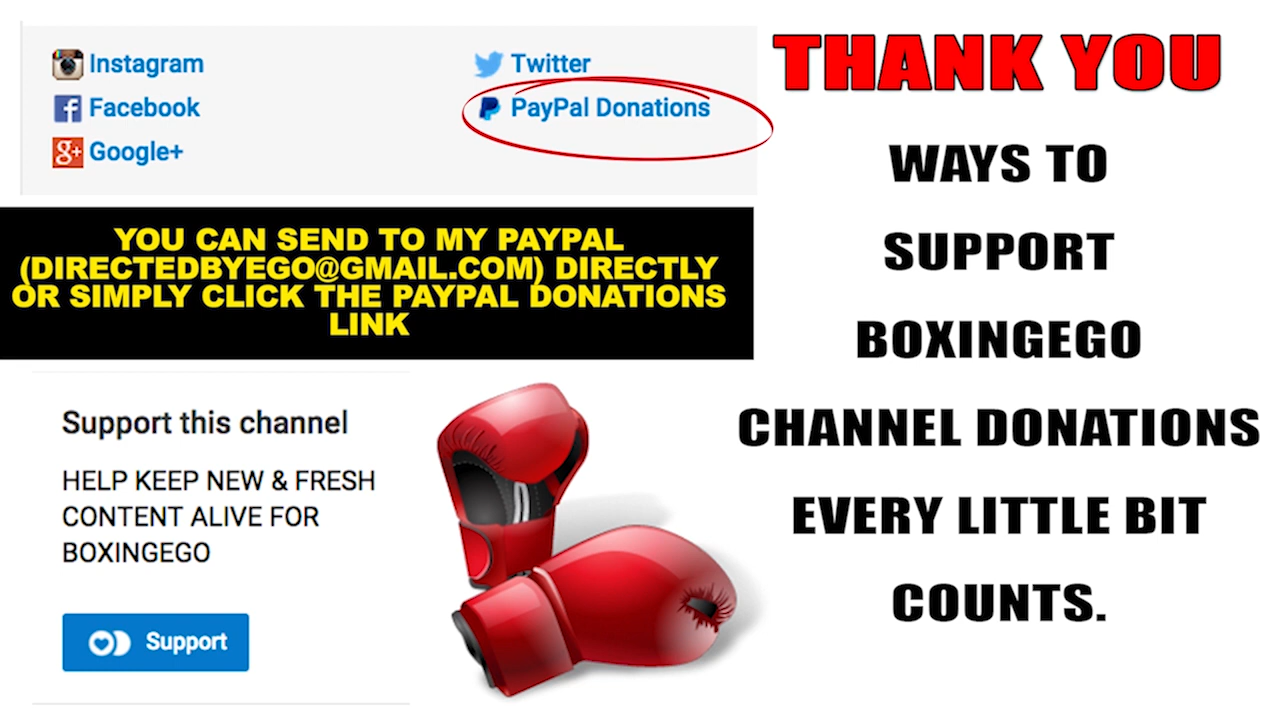 Instagram
Twitter
Facebook
PayPal Donations
Google+
YOU CAN SEND TO MY PAYPAL
(DIRECTEDBYEGO@GMAIL.COM) DIRECTLY
OR SIMPLY CLICK THE PAYPAL DONATIONS
LINK
Support this channel
HELP KEEP NEW & FRESH
CONTENT ALIVE FOR
BOXINGEGO
Support
THANK YOU
WAYS TO
SUPPORT
BOXINGEGO
CHANNEL DONATIONS
EVERY LITTLE BIT
COUNTS.